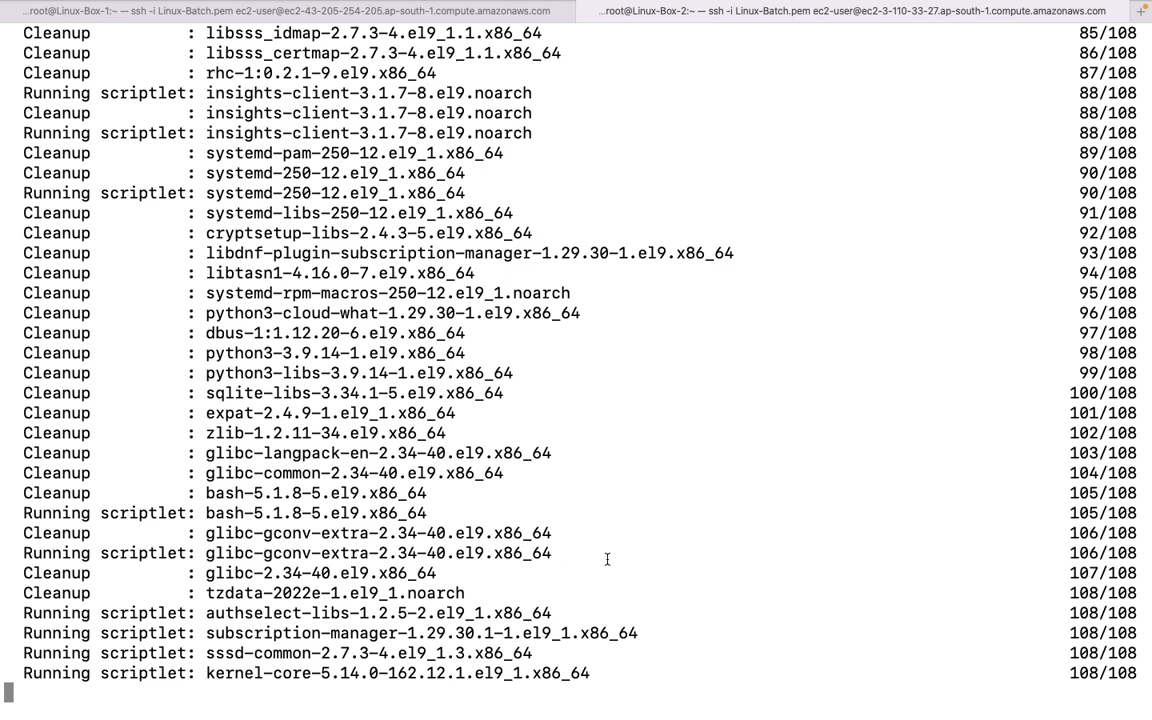 ...root@Linux-Box-1:~ — ssh -i Linux-Batch.pem ec2-user@ec2-43-205-254-205.ap-south-1.compute.amazonaws.com ...root@Linux-Box-2:~ — ssh -i Linux-Batch.pem ec2-user@ec2-3-110-33-27.ap-south-1.compute.amazonaws.com +
Cleanup : libsss_idmap-2.7.3-4.el9_1.1.x86_64 85/108
Cleanup : libsss_certmap-2.7.3-4.el9_1.1.x86_64 86/108
Cleanup : rhc-1:0.2.1-9.el9.x86_64 87/108
Running scriptlet: insights-client-3.1.7-8.el9.noarch 88/108
Cleanup : insights-client-3.1.7-8.el9.noarch 88/108
Running scriptlet: insights-client-3.1.7-8.el9.noarch 88/108
Cleanup : systemd-pam-250-12.el9_1.x86_64 89/108
Cleanup : systemd-250-12.el9_1.x86_64 90/108
Running scriptlet: systemd-250-12.el9_1.x86_64 90/108
Cleanup : systemd-libs-250-12.el9_1.x86_64 91/108
Cleanup : cryptsetup-libs-2.4.3-5.el9.x86_64 92/108
Cleanup : libdnf-plugin-subscription-manager-1.29.30-1.el9.x86_64 93/108
Cleanup : libtasn1-4.16.0-7.el9.x86_64 94/108
Cleanup : systemd-rpm-macros-250-12.el9_1.noarch 95/108
Cleanup : python3-cloud-what-1.29.30-1.el9.x86_64 96/108
Cleanup : dbus-1:1.12.20-6.el9.x86_64 97/108
Cleanup : python3-3.9.14-1.el9.x86_64 98/108
Cleanup : python3-libs-3.9.14-1.el9.x86_64 99/108
Cleanup : sqlite-libs-3.34.1-5.el9.x86_64 100/108
Cleanup : expat-2.4.9-1.el9_1.x86_64 101/108
Cleanup : zlib-1.2.11-34.el9.x86_64 102/108
Cleanup : glibc-langpack-en-2.34-40.el9.x86_64 103/108
Cleanup : glibc-common-2.34-40.el9.x86_64 104/108
Cleanup : bash-5.1.8-5.el9.x86_64 105/108
Running scriptlet: bash-5.1.8-5.el9.x86_64 105/108
Cleanup : glibc-gconv-extra-2.34-40.el9.x86_64 106/108
Running scriptlet: glibc-gconv-extra-2.34-40.el9.x86_64 106/108
Cleanup : glibc-2.34-40.el9.x86_64 107/108
Cleanup : tzdata-2022e-1.el9_1.noarch 108/108
Running scriptlet: authselect-libs-1.2.5-2.el9_1.x86_64 108/108
Running scriptlet: subscription-manager-1.29.30.1-1.el9_1.x86_64 108/108
Running scriptlet: sssd-common-2.7.3-4.el9_1.3.x86_64 108/108
Running scriptlet: kernel-core-5.14.0-162.12.1.el9_1.x86_64 108/108